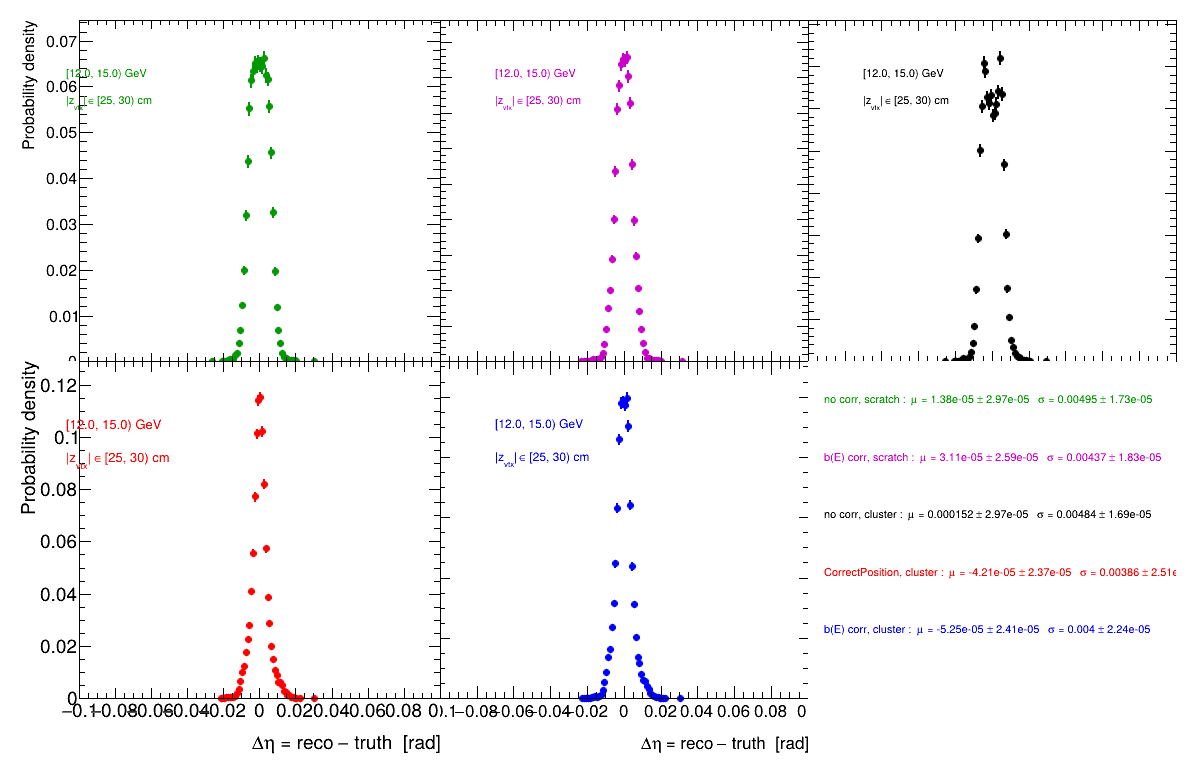 Probability density
0.07
0.06
0.05
0.04
0.03
0.02
0.01
0
[12.0, 15.0) GeV
|z_vtx| ∈ [25, 30) cm
[12.0, 15.0) GeV
|z_vtx| ∈ [25, 30) cm
[12.0, 15.0) GeV
|z_vtx| ∈ [25, 30) cm
Probability density
0.12
0.1
0.08
0.06
0.04
0.02
0
[12.0, 15.0) GeV
|z_vtx| ∈ [25, 30) cm
[12.0, 15.0) GeV
|z_vtx| ∈ [25, 30) cm
no corr, scratch : μ = 1.38e-05 ± 2.97e-05 σ = 0.00495 ± 1.73e-05
b(E) corr, scratch : μ = 3.11e-05 ± 2.59e-05 σ = 0.00437 ± 1.83e-05
no corr, cluster : μ = 0.000152 ± 2.97e-05 σ = 0.00484 ± 1.69e-05
CorrectPosition, cluster : μ = -4.21e-05 ± 2.37e-05 σ = 0.00386 ± 2.51e
b(E) corr, cluster : μ = -5.25e-05 ± 2.41e-05 σ = 0.004 ± 2.24e-05
−0.1 −0.08 −0.06 −0.04 −0.02 0 0.02 0.04 0.06 0.08 0.1 −0.08 −0.06 −0.04 −0.02 0 0.02 0.04 0.06 0.08 0
Δη = reco − truth [rad]
Δη = reco − truth [rad]